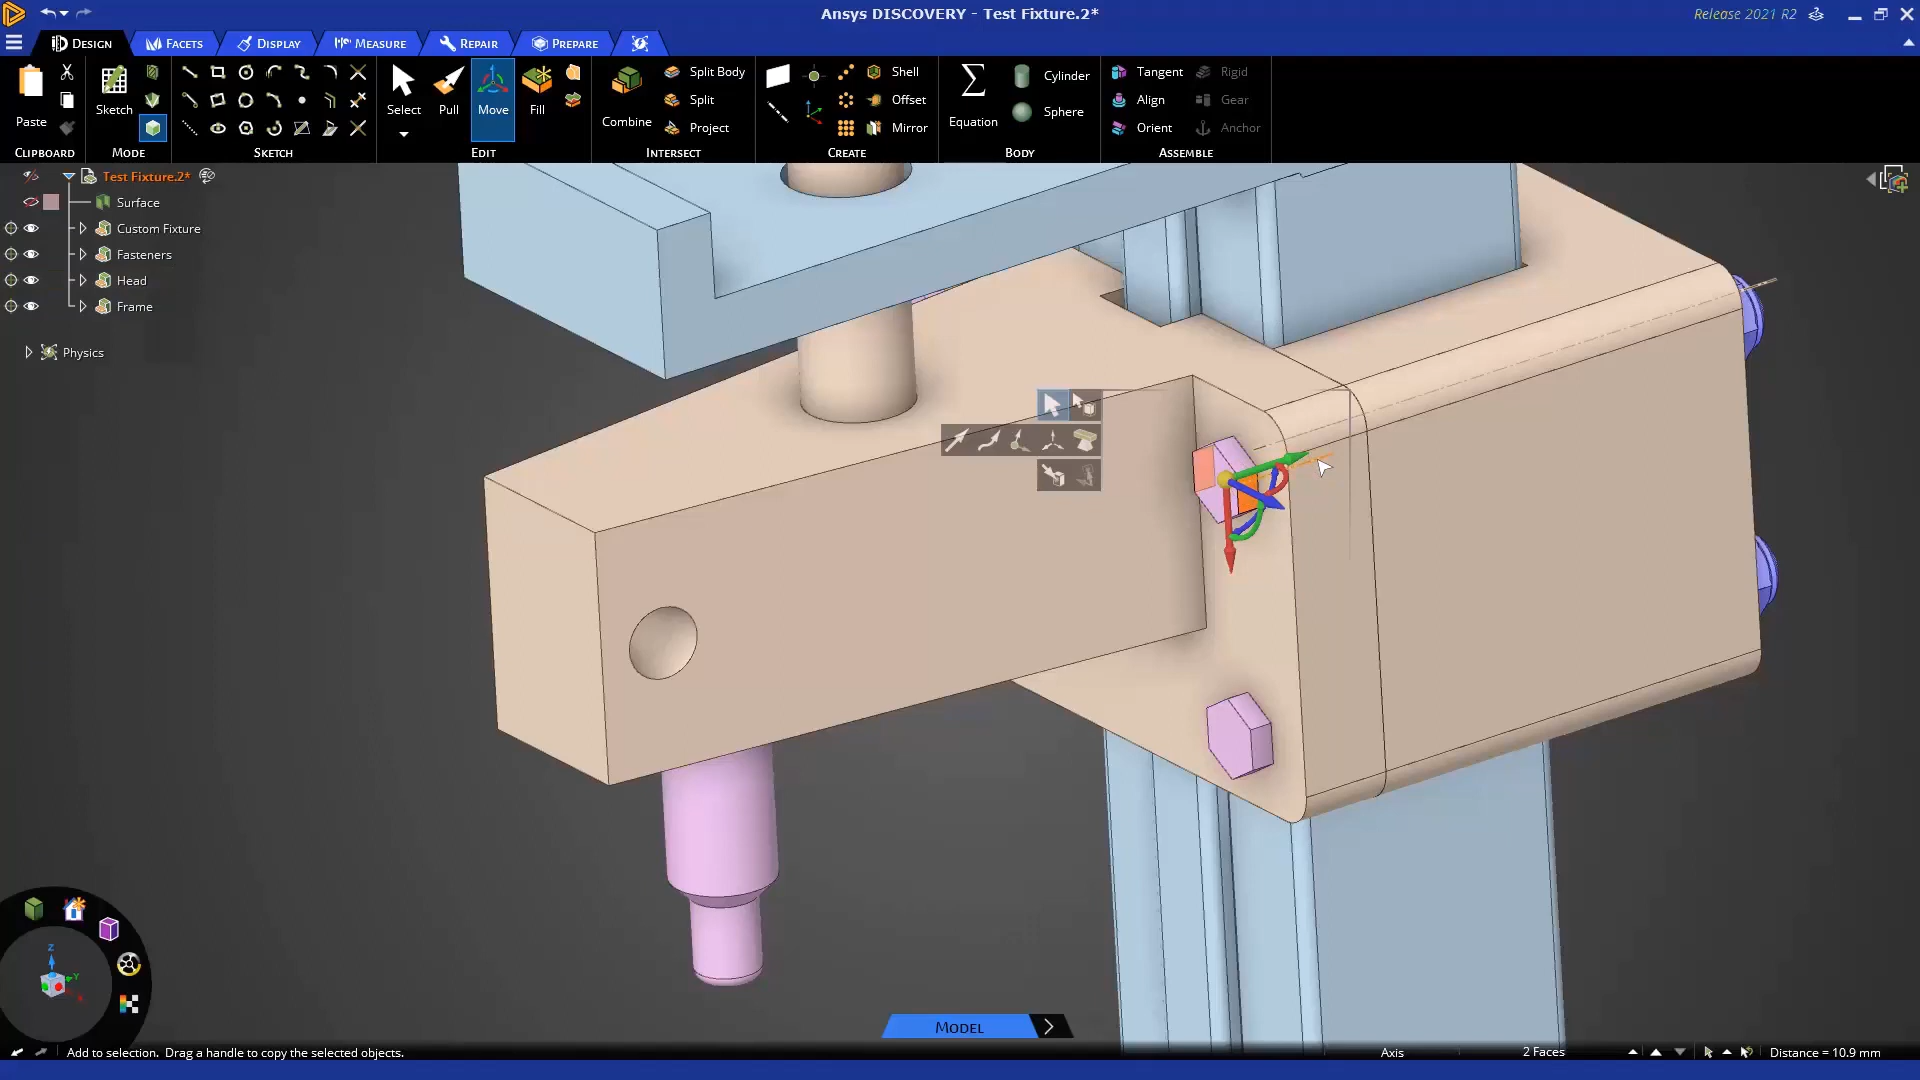 Ansys DISCOVERY - Test Fixture.2*
Release 2021 R2
DESIGN
FACETS
DISPLAY
MEASURE
REPAIR
PREPARE
Paste
CLIPBOARD
Sketch
MODE
SKETCH
Select
Pull
Move
Fill
EDIT
Combine
Split Body
Split
Project
INTERSECT
Shell
Offset
Mirror
CREATE
Equation
Cylinder
Sphere
BODY
Tangent
Align
Orient
Rigid
Gear
Anchor
ASSEMBLE
Test Fixture.2*
Surface
Custom Fixture
Fasteners
Head
Frame
Physics
Z
Y
X
MODEL
Add to selection. Drag a handle to copy the selected objects.
Axis
2 Faces
Distance = 10.9 mm